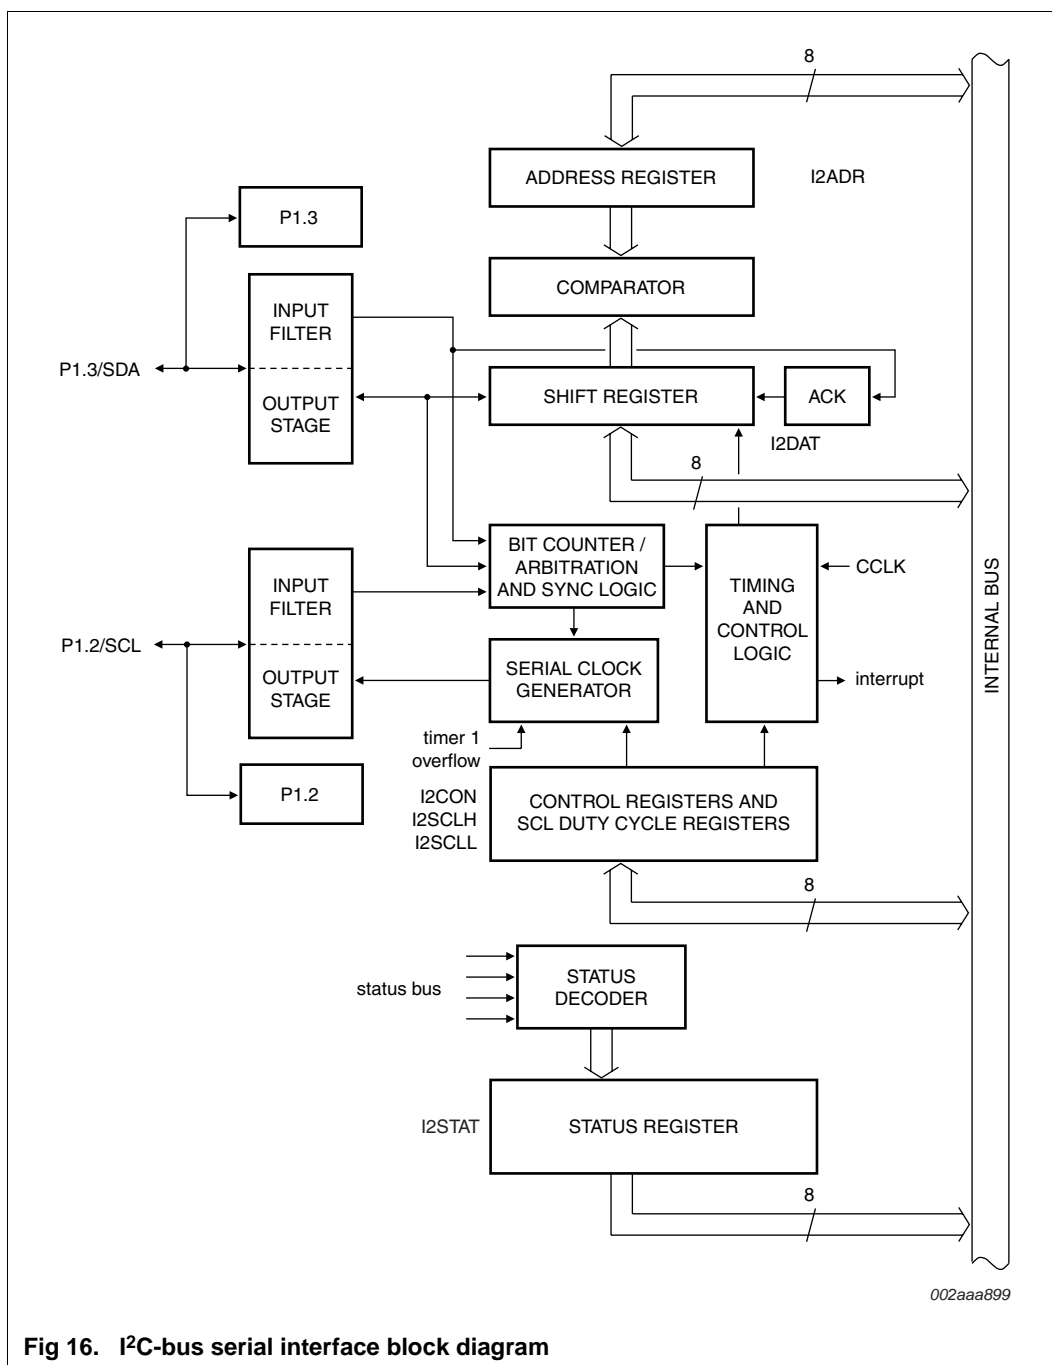 8
ADDRESS REGISTER
I2ADR
P1.3
COMPARATOR
INPUT
FILTER
P1.3/SDA
OUTPUT
STAGE
SHIFT REGISTER
ACK
I2DAT
8
BIT COUNTER /
ARBITRATION
AND SYNC LOGIC
INPUT
FILTER
TIMING
AND
CONTROL
LOGIC
CCLK
INTERNAL BUS
P1.2/SCL
OUTPUT
STAGE
SERIAL CLOCK
GENERATOR
interrupt
timer 1
overflow
P1.2
I2CON
I2SCLH
I2SCLL
CONTROL REGISTERS AND
SCL DUTY CYCLE REGISTERS
8
status bus
STATUS
DECODER
I2STAT
STATUS REGISTER
8
002aaa899
Fig 16. I²C-bus serial interface block diagram